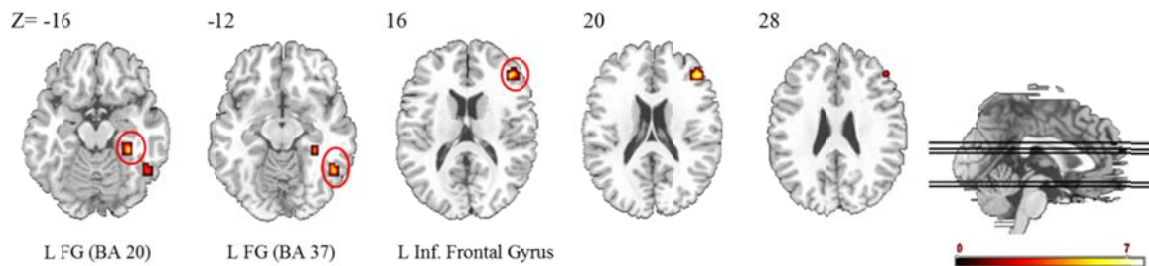 Z= -16 -12 16 20 28
L FG (BA 20) L FG (BA 37) L Inf. Frontal Gyrus
0 7